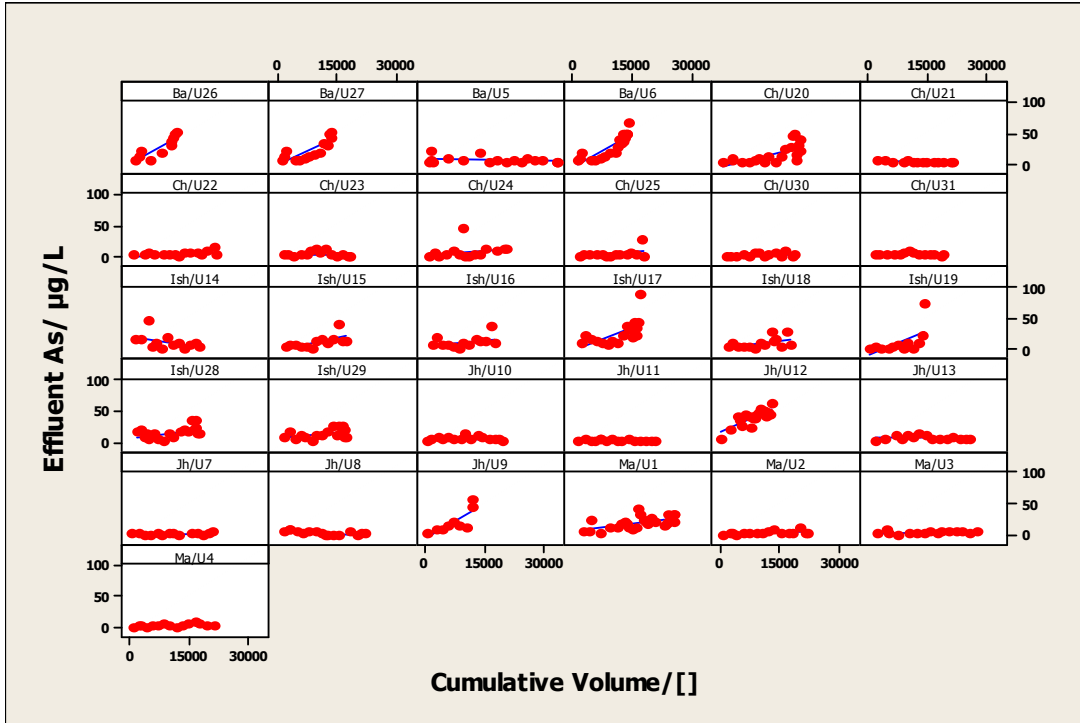 0 15000 30000 0 15000 30000 0 15000 30000
Ba/U26 Ba/U27 Ba/U5 Ba/U6 Ch/U20 Ch/U21
100
50
0
Ch/U22 Ch/U23 Ch/U24 Ch/U25 Ch/U30 Ch/U31
100
50
0
Ish/U14 Ish/U15 Ish/U16 Ish/U17 Ish/U18 Ish/U19
100
50
0
Ish/U28 Ish/U29 Jh/U10 Jh/U11 Jh/U12 Jh/U13
100
50
0
Jh/U7 Jh/U8 Jh/U9 Ma/U1 Ma/U2 Ma/U3
100
50
0
Ma/U4
100
50
0
0 15000 30000 0 15000 30000 0 15000 30000
Effluent As/ µg/L
Cumulative Volume/[]